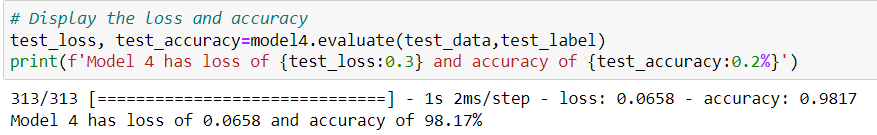 # Display the loss and accuracy
test_loss, test_accuracy=model4.evaluate(test_data,test_label)
print(f'Model 4 has loss of {test_loss:0.3} and accuracy of {test_accuracy:0.2%}')
313/313 [==============================] - 1s 2ms/step - loss: 0.0658 - accuracy: 0.9817
Model 4 has loss of 0.0658 and accuracy of 98.17%